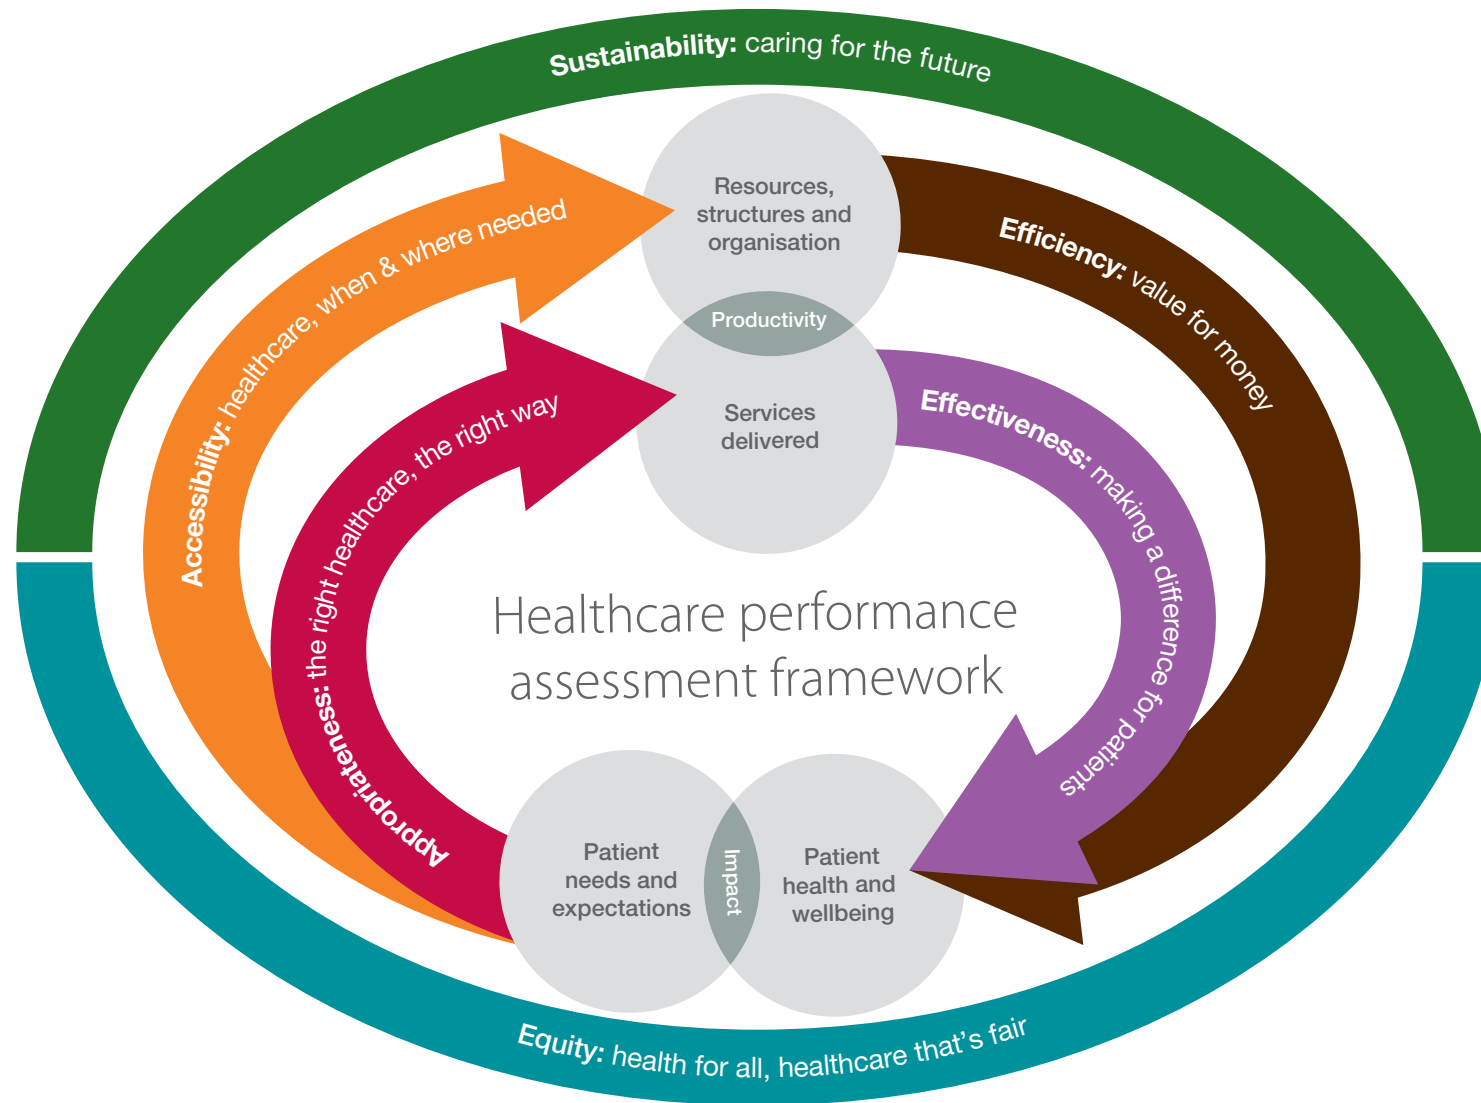 Sustainability: caring for the future
Resources,
structures and
organisation
Productivity
Services
delivered
Accessibility: healthcare, when & where needed
Appropriateness: the right healthcare, the right way
Efficiency: value for money
Effectiveness: making a difference for patients
Healthcare performance
assessment framework
Patient
needs and
expectations
Impact
Patient
health and
wellbeing
Equity: health for all, healthcare that's fair